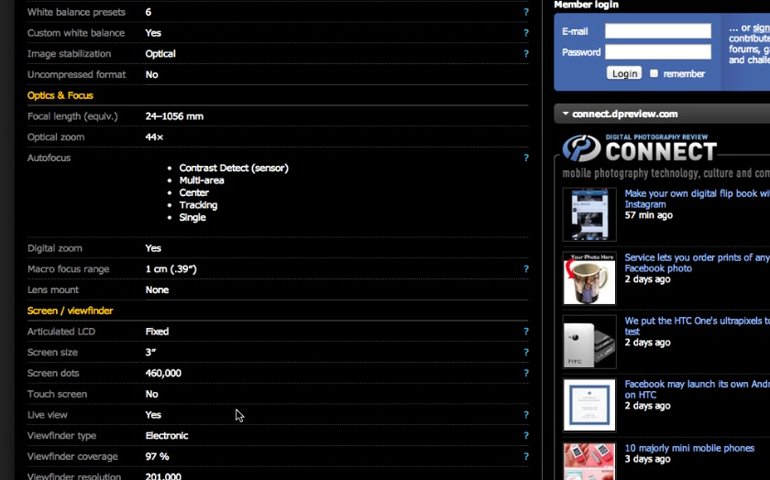 White balance presets 6 ?
Custom white balance Yes ?
Image stabilization Optical ?
Uncompressed format No ?
Optics & Focus
Focal length (equiv.) 24–1056 mm ?
Optical zoom 44× ?
Autofocus ?
• Contrast Detect (sensor)
• Multi-area
• Center
• Tracking
• Single
Digital zoom Yes ?
Macro focus range 1 cm (.39") ?
Lens mount None
Screen / viewfinder
Articulated LCD Fixed ?
Screen size 3" ?
Screen dots 460,000 ?
Touch screen No ?
Live view Yes ?
Viewfinder type Electronic ?
Viewfinder coverage 97 % ?
Viewfinder resolution 201,000
Member login
E-mail
Password
Login
remember
... or
contribut
forums,
and
connect.dpreview.com
DIGITAL PHOTOGRAPHY REVIEW
CONNECT
mobile photography technology, culture and
Make your own digital flip book
Instagram
57 min ago
Your Photo Here
Service lets you order prints of any
Facebook photo
2 days ago
We put the HTC One's ultrapixels
test
2 days ago
htc
Facebook may launch its own
on HTC
2 days ago
10 majorly mini mobile phones
3 days ago